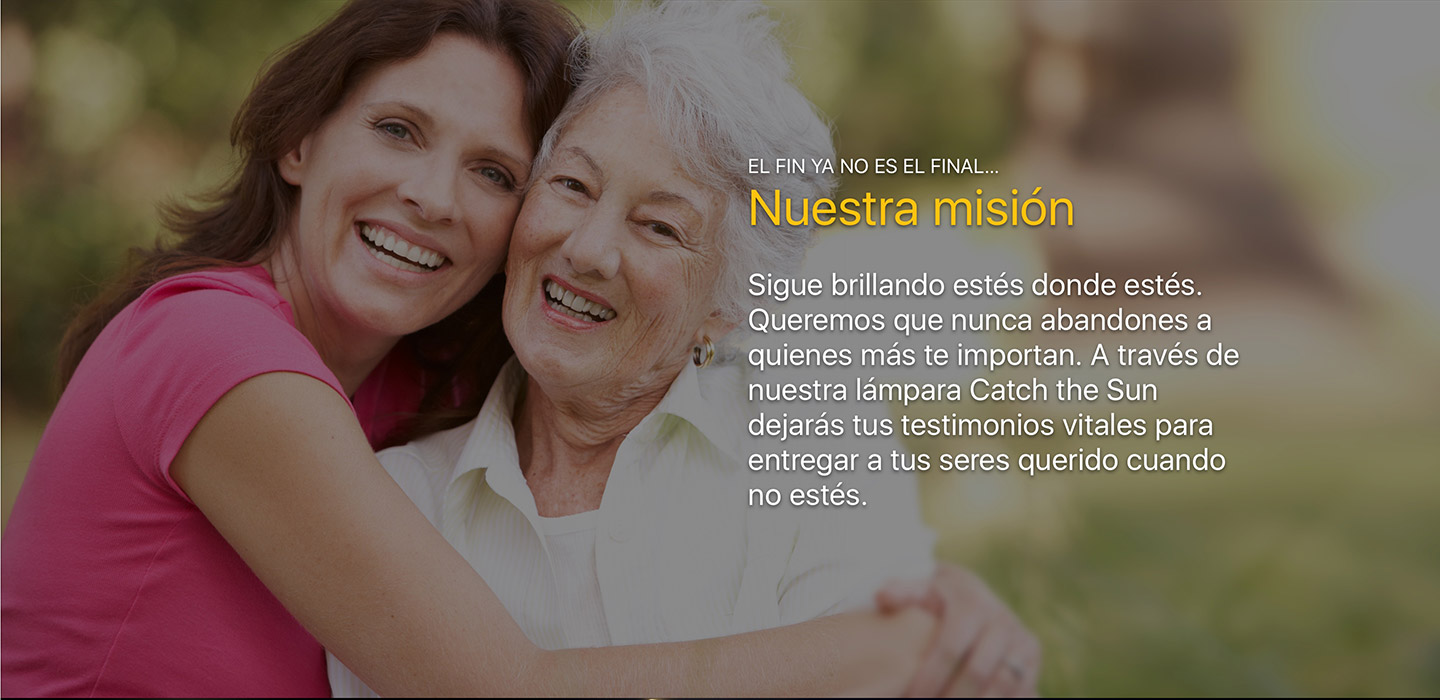 EL FIN YA NO ES EL FINAL...
Nuestra misión
Sigue brillando estés donde estés.
Queremos que nunca abandones a
quienes más te importan. A través de
nuestra lámpara Catch the Sun
dejarás tus testimonios vitales para
entregar a tus seres querido cuando
no estés.